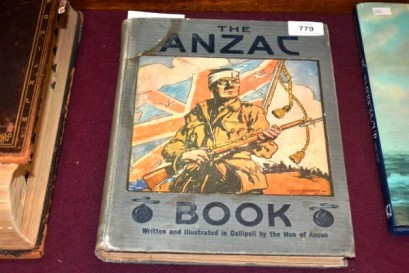 THE
779
ANZAC
BOOK
Written and illustrated in Gallipoli by the Men of Anzac